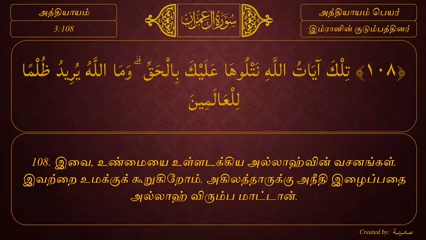 அத்தியாயம்
3:108
سُورَةُ آلِ عِمْرَان
அத்தியாயம் பெயர்
இம்ரானின் குடும்பத்தினர்
﴿١٠٨﴾ تِلْكَ آيَاتُ اللَّهِ نَتْلُوهَا عَلَيْكَ بِالْحَقِّ ۗ وَمَا اللَّهُ يُرِيدُ ظُلْمًا
لِلْعَالَمِينَ
108. இவை, உண்மையை உள்ளடக்கிய அல்லாஹ்வின் வசனங்கள்.
இவற்றை உமக்குக் கூறுகிறோம். அகிலத்தாருக்கு அநீதி இழைப்பதை
அல்லாஹ் விரும்ப மாட்டான்.
Created by: